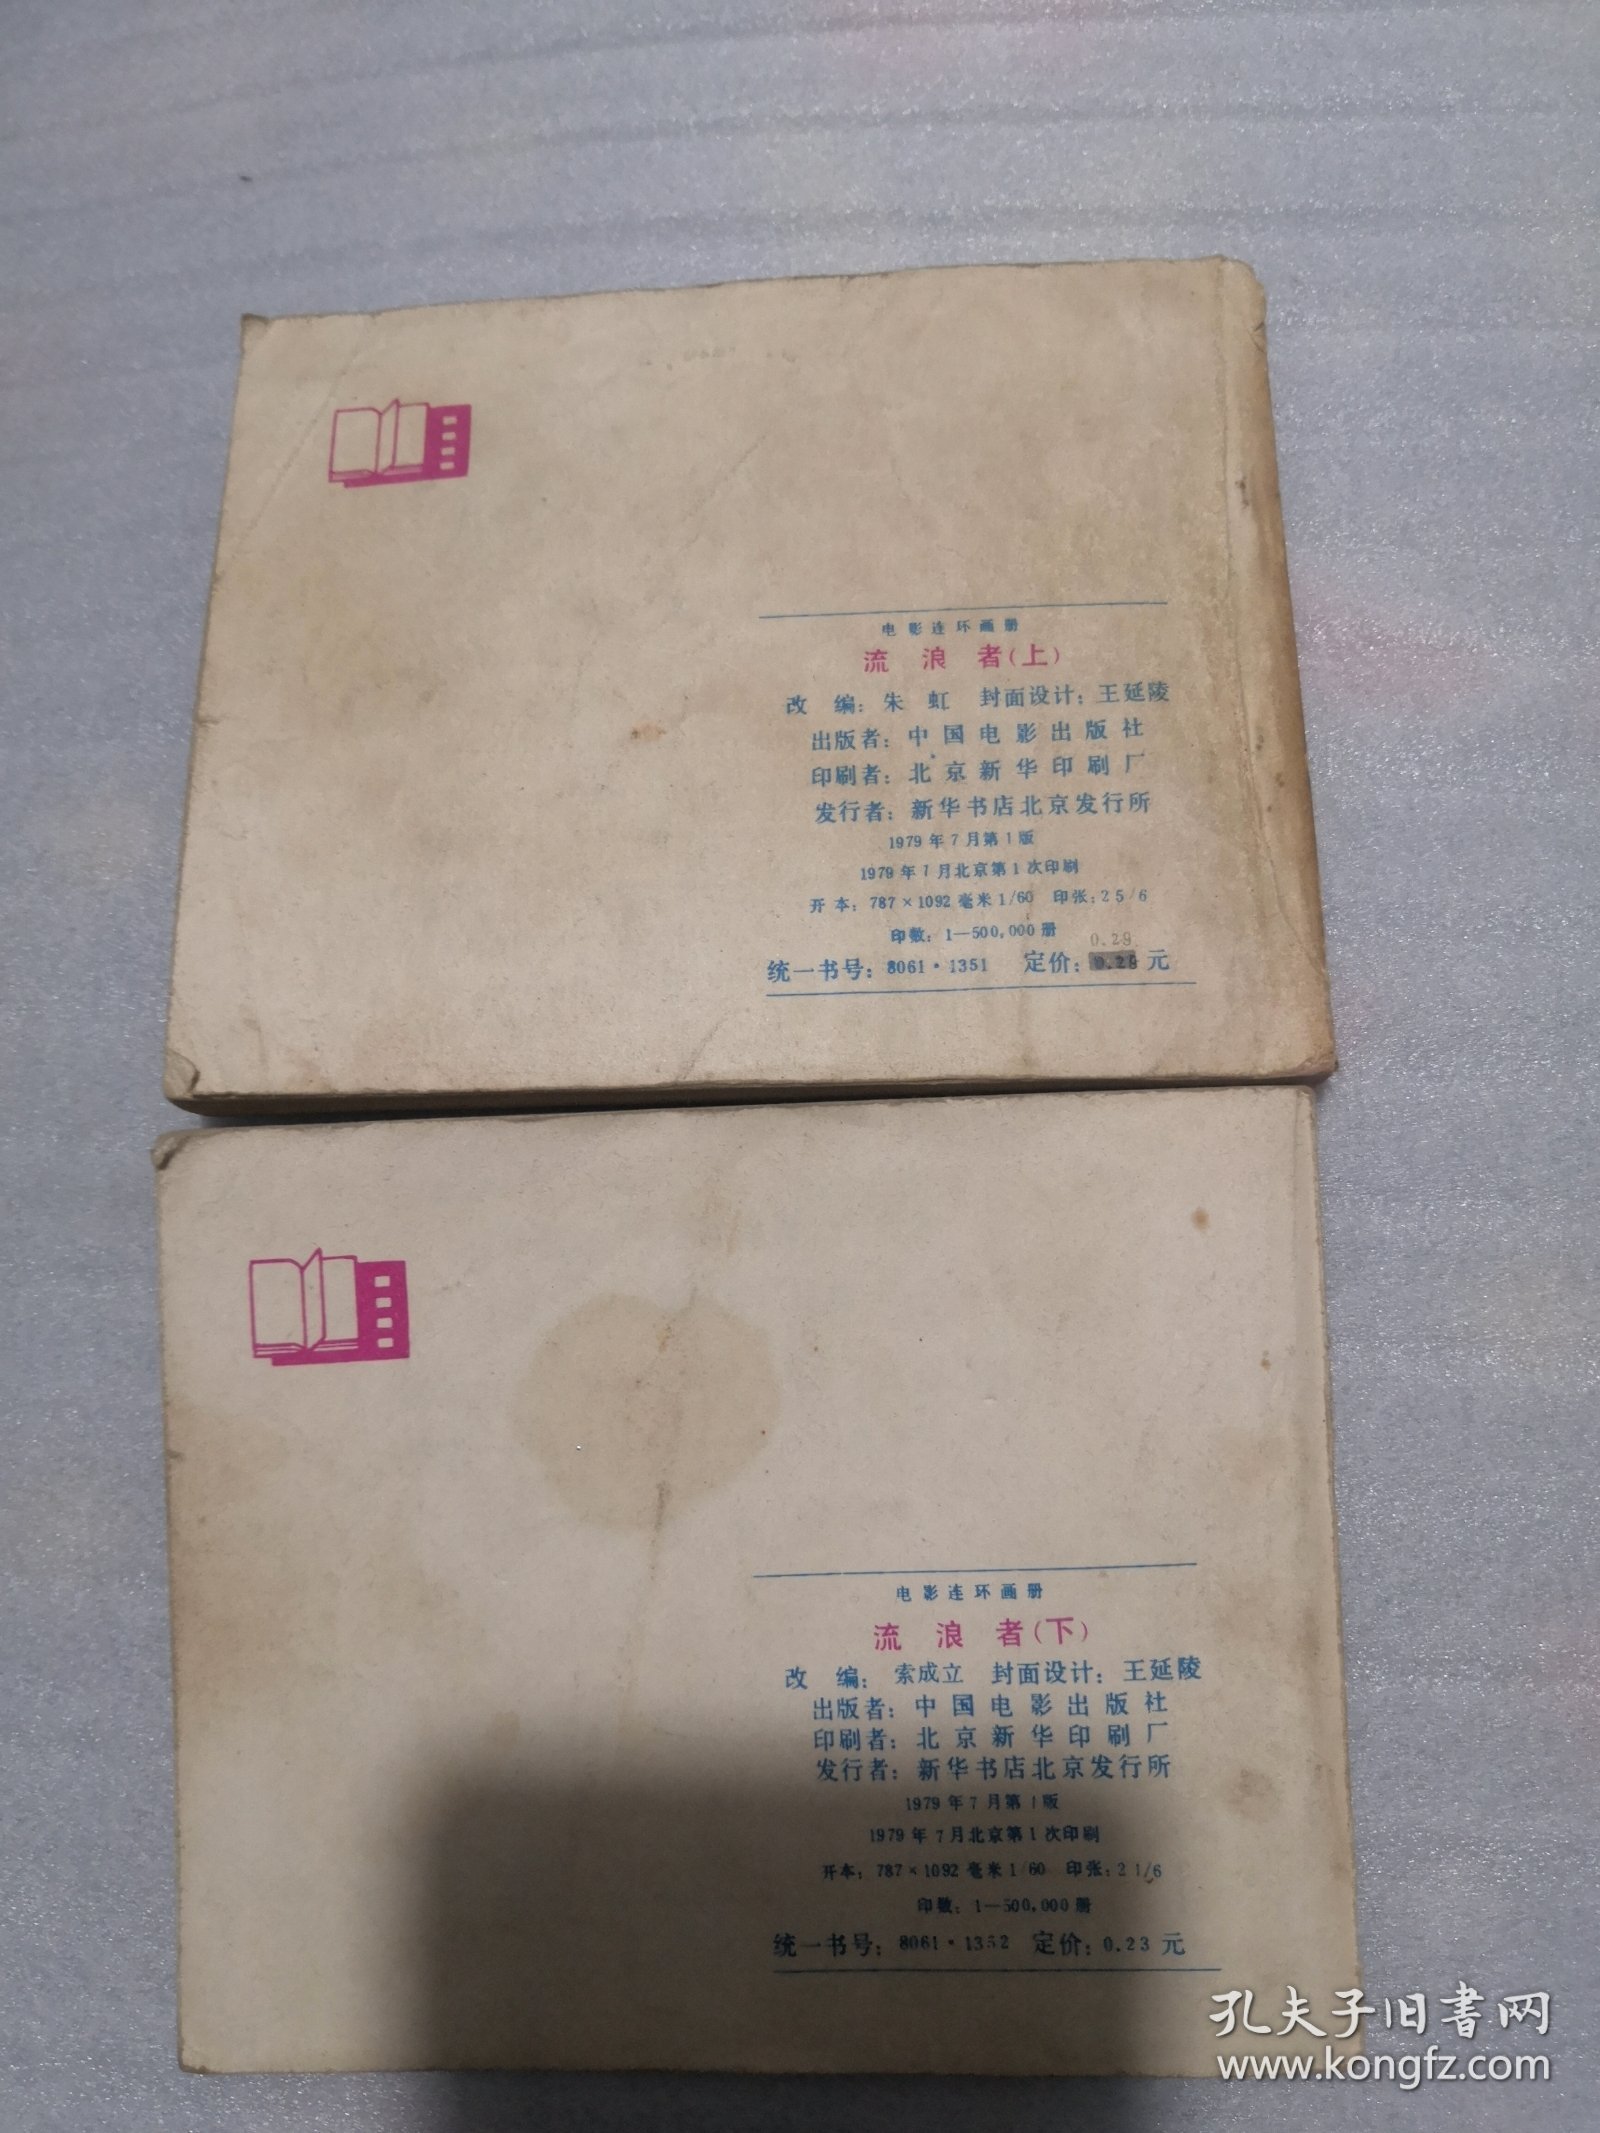 电影连环画册
流浪者(上)
改编：朱虹 封面设计：王延陵
出版者：中国电影出版社
印刷者：北京新华印刷厂
发行者：新华书店北京发行所
1979年7月第1版
1979年7月北京第1次印刷
开本：787×1092毫米1/60 印张：2 5/6
印数：1—500,000册
0.29
统一书号：8061·1351 定价：元
电影连环画册
流浪者(下)
改编：索成立 封面设计：王延陵
出版者：中国电影出版社
印刷者：北京新华印刷厂
发行者：新华书店北京发行所
1979年7月第1版
1979年7月北京第1次印刷
开本：787×1092毫米1/60 印张：2 1/6
印数：1—500,000册
统一书号：8061·1352 定价：0.23元
孔夫子旧书网
www.kongfz.com